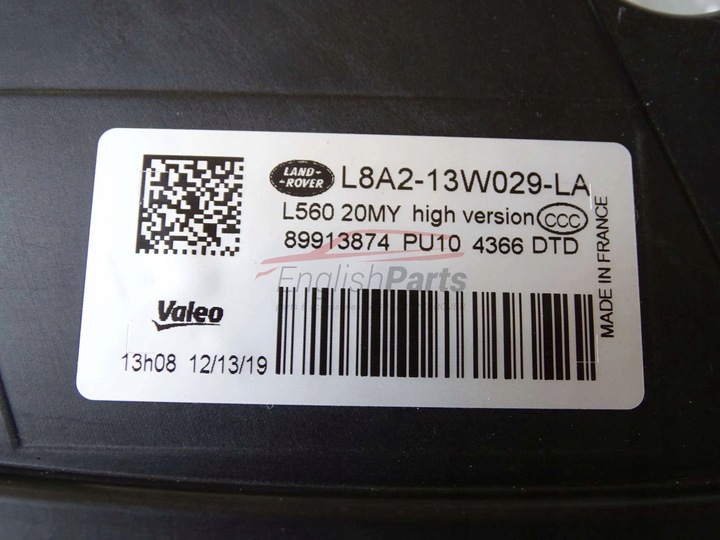 LAND-
-ROVER
L8A2-13W029-LA
L560 20MY high version CCC
89913874 PU10 4366 DTD
MADE IN FRANCE
EnglishParts
Valeo
13h08 12/13/19